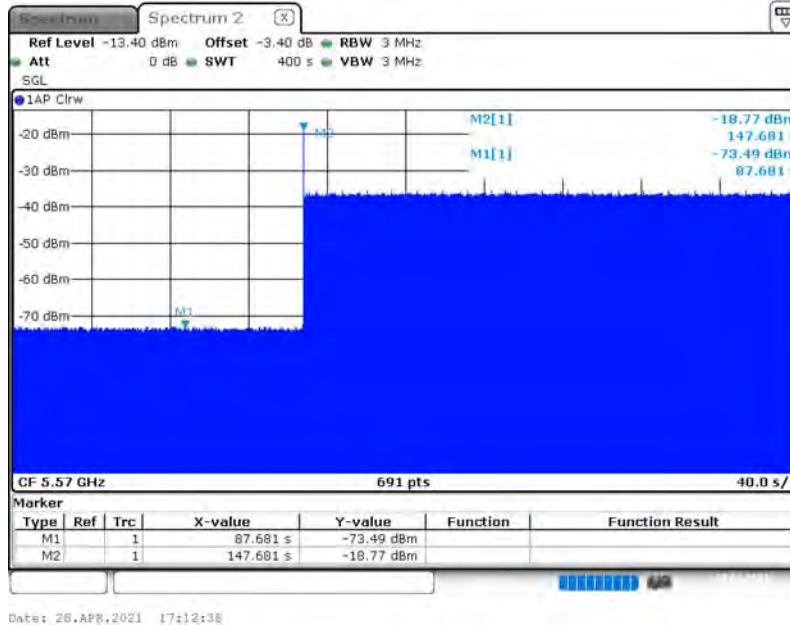 Spectrum Spectrum 2 X
Ref Level -13.40 dBm Offset -3.40 dB RBW 3 MHz
Att 0 dB SWT 400 s VBW 3 MHz
SGL
1AP Clrw
M2[1] -18.77 dBm
147.681 s
M1[1] -73.49 dBm
87.681 s
M2
-20 dBm
-30 dBm
-40 dBm
-50 dBm
-60 dBm
-70 dBm
M1
CF 5.57 GHz 691 pts 40.0 s/
Marker
Type Ref Trc X-value Y-value Function Function Result
M1 1 87.681 s -73.49 dBm
M2 1 147.681 s -18.77 dBm
Date: 28.APR.2021 17:12:38